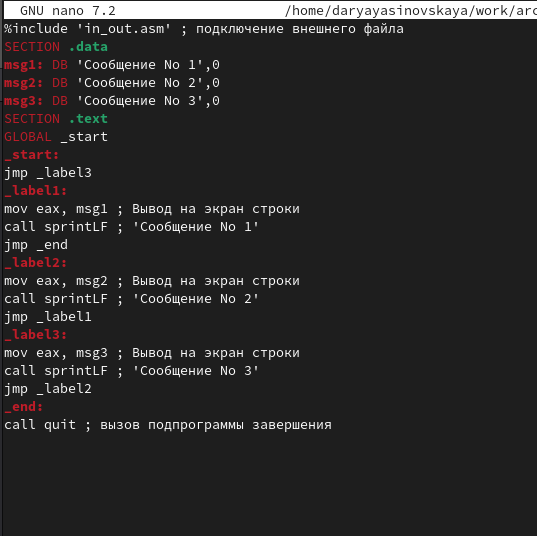 GNU nano 7.2 /home/daryayasinovskaya/work/arc
%include 'in_out.asm' ; подключение внешнего файла
SECTION .data
msg1: DB 'Сообщение No 1',0
msg2: DB 'Сообщение No 2',0
msg3: DB 'Сообщение No 3',0
SECTION .text
GLOBAL _start
_start:
jmp _label3
_label1:
mov eax, msg1 ; Вывод на экран строки
call sprintLF ; 'Сообщение No 1'
jmp _end
_label2:
mov eax, msg2 ; Вывод на экран строки
call sprintLF ; 'Сообщение No 2'
jmp _label1
_label3:
mov eax, msg3 ; Вывод на экран строки
call sprintLF ; 'Сообщение No 3'
jmp _label2
_end:
call quit ; вызов подпрограммы завершения